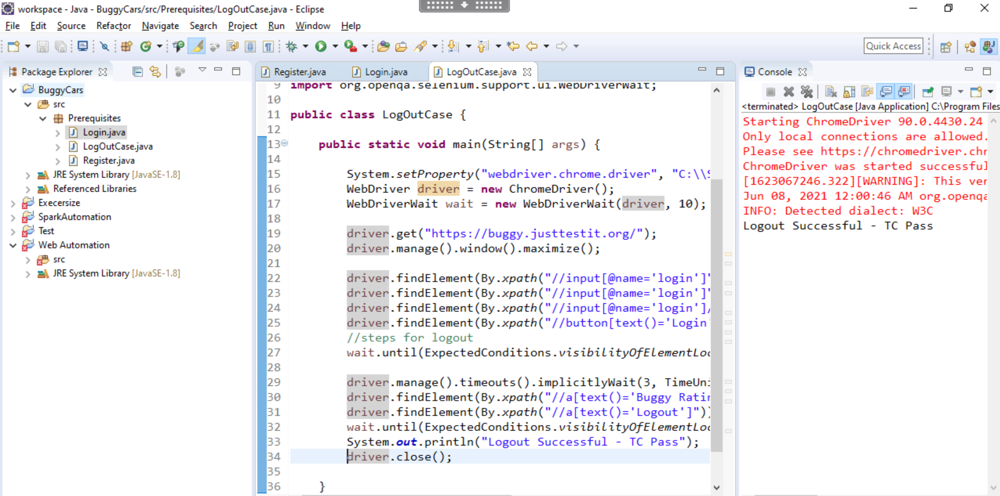 workspace - Java - BuggyCars/src/Prerequisites/LogOutCase.java - Eclipse
File Edit Source Refactor Navigate Search Project Run Window Help
Quick Access
Package Explorer
BuggyCars
src
Prerequisites
Login.java
LogOutCase.java
Register.java
JRE System Library [JavaSE-1.8]
Referenced Libraries
Execersize
SparkAutomation
Test
Web Automation
src
JRE System Library [JavaSE-1.8]
Register.java Login.java LogOutCase.java
9 import org.openqa.selenium.support.ui.WebDriverWait;
10
11 public class LogOutCase {
12
13 public static void main(String[] args) {
14
15 System.setProperty("webdriver.chrome.driver", "C:\\S
16 WebDriver driver = new ChromeDriver();
17 WebDriverWait wait = new WebDriverWait(driver, 10);
18
19 driver.get("https://buggy.justtestit.org/");
20 driver.manage().window().maximize();
21
22 driver.findElement(By.xpath("//input[@name='login']"
23 driver.findElement(By.xpath("//input[@name='login']"
24 driver.findElement(By.xpath("//input[@name='login']/
25 driver.findElement(By.xpath("//button[text()='Login'
26 //steps for logout
27 wait.until(ExpectedConditions.visibilityOfElementLoc
28
29 driver.manage().timeouts().implicitlyWait(3, TimeUni
30 driver.findElement(By.xpath("//a[text()='Buggy Ratin
31 driver.findElement(By.xpath("//a[text()='Logout']"))
32 wait.until(ExpectedConditions.visibilityOfElementLoc
33 System.out.println("Logout Successful - TC Pass");
34 driver.close();
35
36 }
Console
<terminated> LogOutCase [Java Application] C:\Program Files
Starting ChromeDriver 90.0.4430.24
Only local connections are allowed.
Please see https://chromedriver.chr
ChromeDriver was started successful
[1623067246.322][WARNING]: This ver
Jun 08, 2021 12:00:46 AM org.openqa
INFO: Detected dialect: W3C
Logout Successful - TC Pass